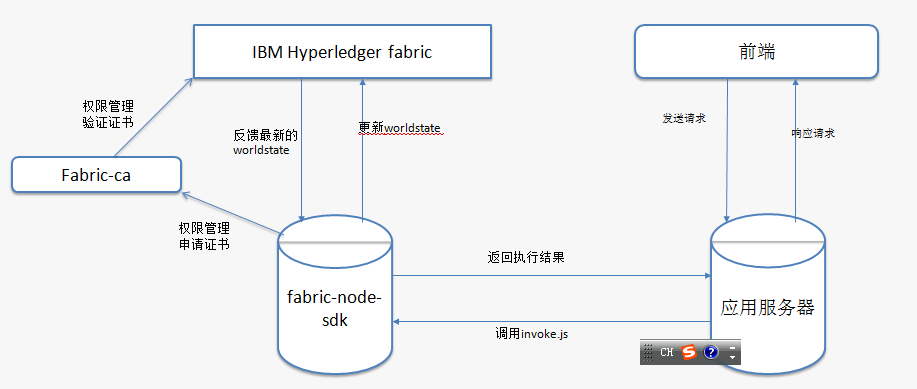 IBM Hyperledger fabric
前端
权限管理
验证证书
反馈最新的
worldstate
更新worldstate
发送请求
响应请求
Fabric-ca
权限管理
申请证书
返回执行结果
fabric-node-
sdk
应用服务器
调用invoke.js
CH